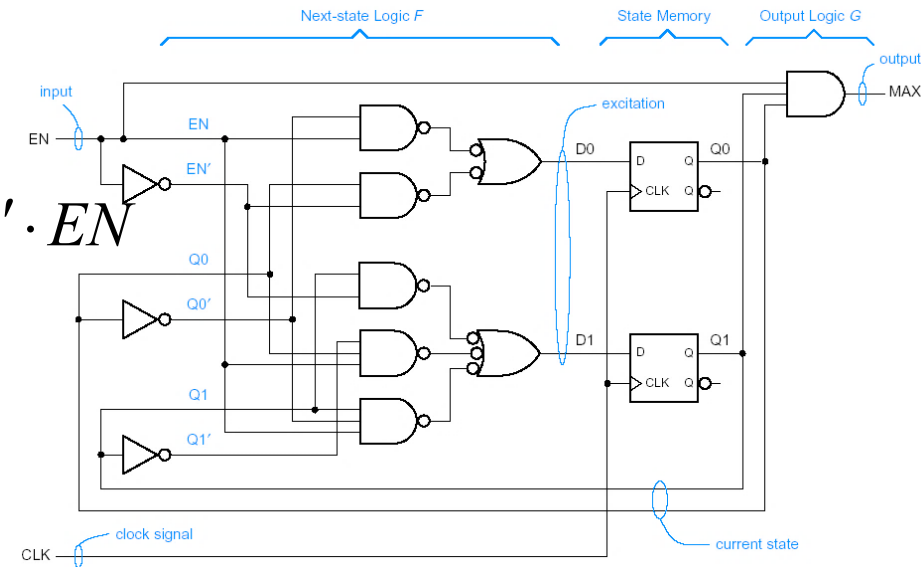 Next-state Logic F
State Memory
Output Logic G
output
input
excitation
EN
EN
MAX
EN′
D0
D
Q
Q0
CLK
Q
′ · EN
Q0
Q0′
D1
D
Q
Q1
CLK
Q
Q1
Q1′
clock signal
CLK
current state